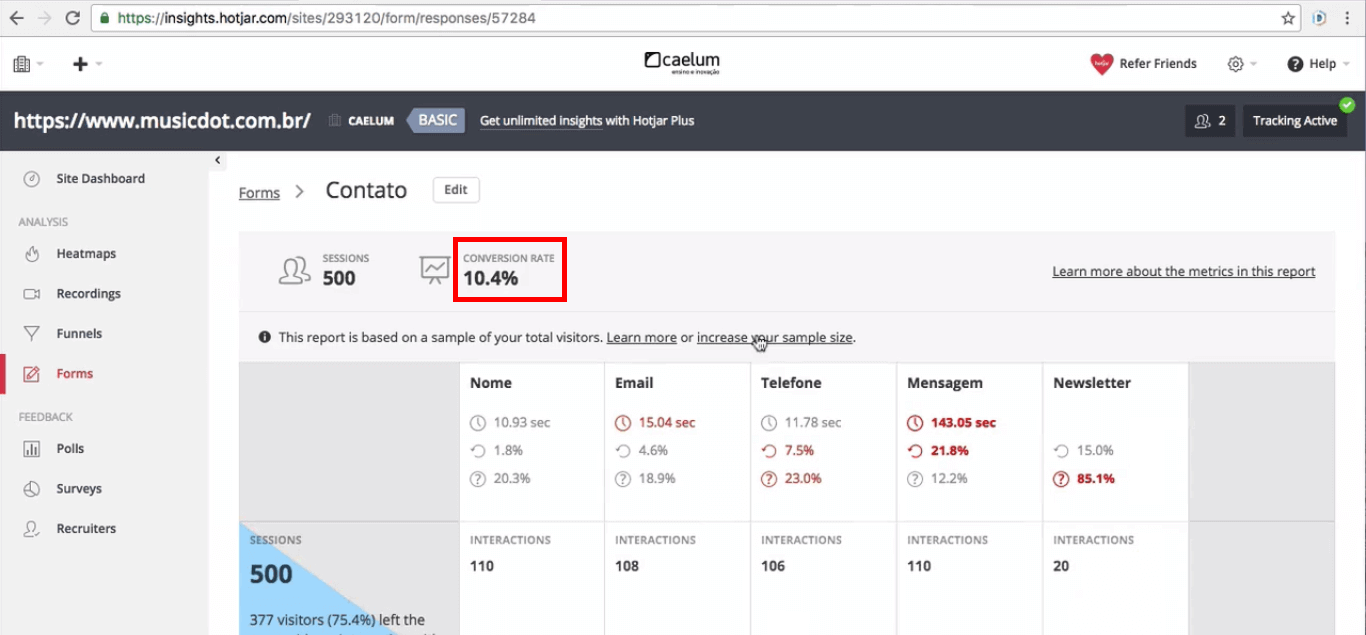 https://insights.hotjar.com/sites/293120/form/responses/57284
caelum
ensino e inovação
hotjar
Refer Friends
Help
https://www.musicdot.com.br/
CAELUM
BASIC
Get unlimited insights with Hotjar Plus
2
Tracking Active
Site Dashboard
ANALYSIS
Heatmaps
Recordings
Funnels
Forms
FEEDBACK
Polls
Surveys
Recruiters
Forms > Contato
Edit
SESSIONS
500
CONVERSION RATE
10.4%
Learn more about the metrics in this report
This report is based on a sample of your total visitors. Learn more or increase your sample size.
Nome Email Telefone Mensagem Newsletter
10.93 sec 15.04 sec 11.78 sec 143.05 sec
1.8% 4.6% 7.5% 21.8% 15.0%
20.3% 18.9% 23.0% 12.2% 85.1%
SESSIONS INTERACTIONS INTERACTIONS INTERACTIONS INTERACTIONS INTERACTIONS
500 110 108 106 110 20
377 visitors (75.4%) left the